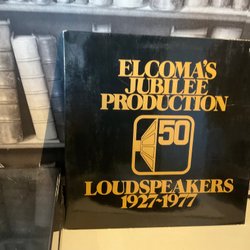 ELCOMA'S
JUBILEE
PRODUCTION
50
LOUDSPEAKERS
1927-1977